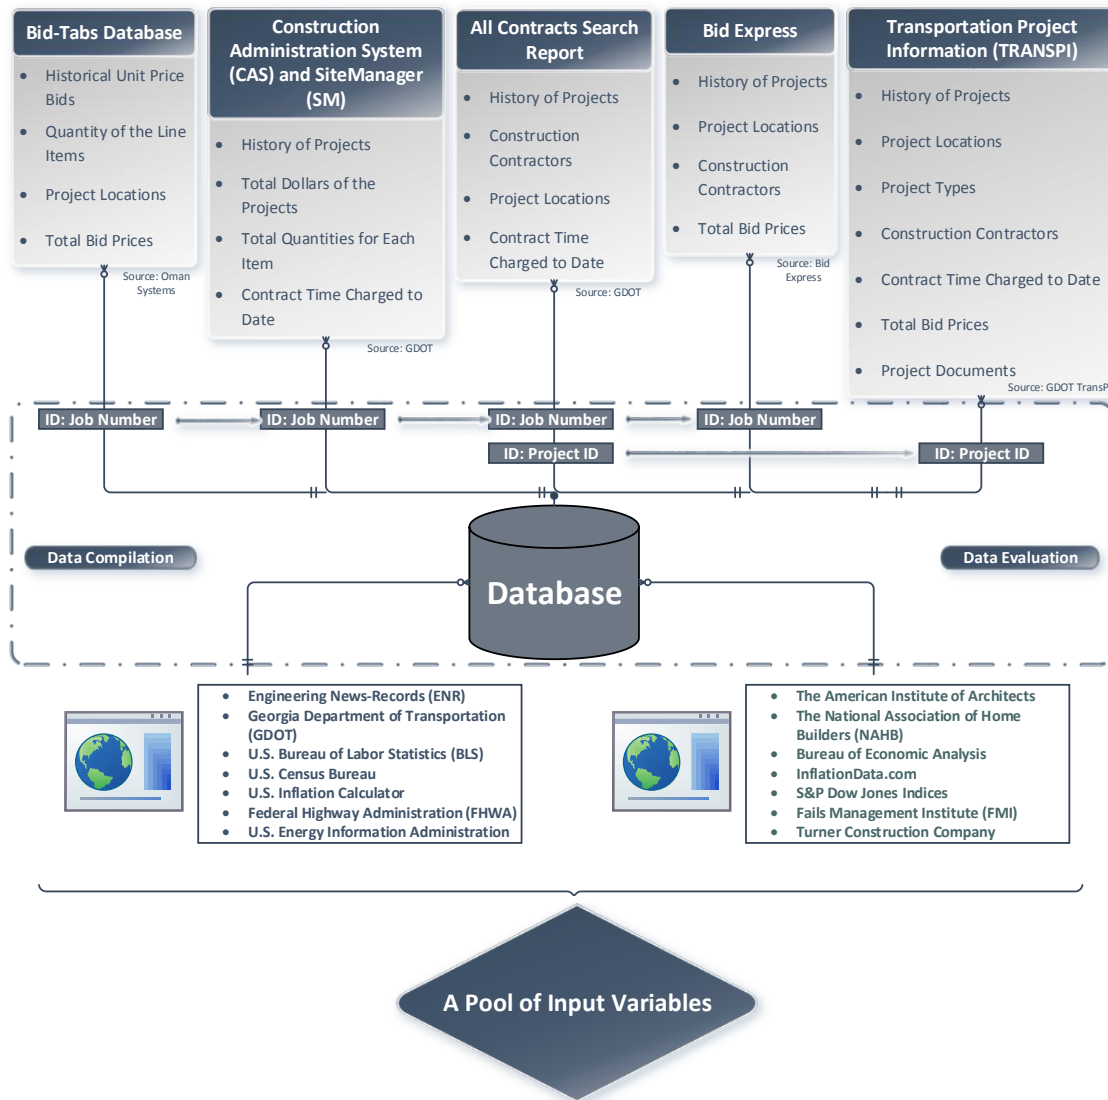 Bid-Tabs Database
• Historical Unit Price
Bids
• Quantity of the Line
Items
• Project Locations
• Total Bid Prices
Source: Oman
Systems
Construction
Administration System
(CAS) and SiteManager
(SM)
• History of Projects
• Total Dollars of the
Projects
• Total Quantities for Each
Item
• Contract Time Charged to
Date
Source: GDOT
All Contracts Search
Report
• History of Projects
• Construction
Contractors
• Project Locations
• Contract Time
Charged to Date
Source: GDOT
Bid Express
• History of Projects
• Project Locations
• Construction
Contractors
• Total Bid Prices
Source: Bid
Express
Transportation Project
Information (TRANSPI)
• History of Projects
• Project Locations
• Project Types
• Construction Contractors
• Contract Time Charged to Date
• Total Bid Prices
• Project Documents
Source: GDOT TransP
ID: Job Number
ID: Job Number
ID: Job Number
ID: Job Number
ID: Project ID
ID: Project ID
Data Compilation
Database
Data Evaluation
• Engineering News-Records (ENR)
• Georgia Department of Transportation
(GDOT)
• U.S. Bureau of Labor Statistics (BLS)
• U.S. Census Bureau
• U.S. Inflation Calculator
• Federal Highway Administration (FHWA)
• U.S. Energy Information Administration
• The American Institute of Architects
• The National Association of Home
Builders (NAHB)
• Bureau of Economic Analysis
• InflationData.com
• S&P Dow Jones Indices
• Fails Management Institute (FMI)
• Turner Construction Company
A Pool of Input Variables